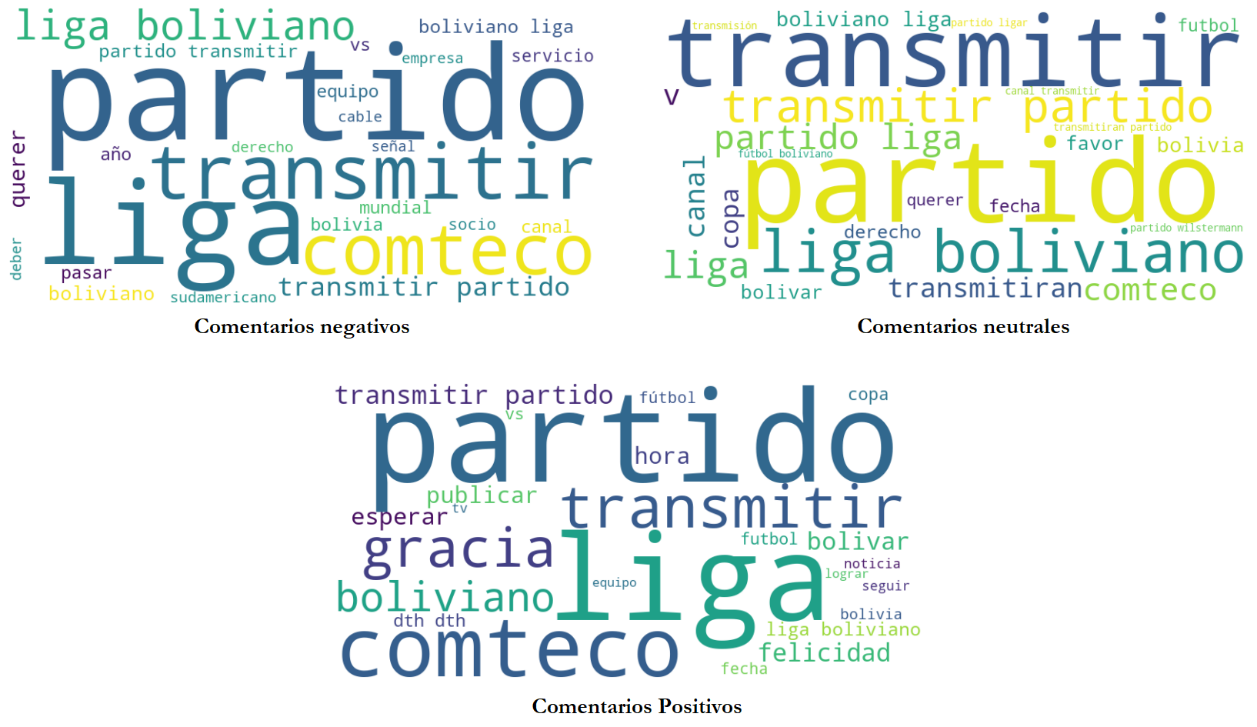 liga boliviano
boliviano liga
partido transmitir
vs
empresa
servicio
partido
equipo
cable
querer
año
derecho
señal
transmitir
liga
mundial
bolivia
socio
canal
comteco
deber
pasar
boliviano
sudamericano
transmitir partido
Comentarios negativos
transmisión
boliviano liga
partido ligar
futbol
transmitir
v
canal transmitir
transmitir partido
partido liga
transmitiran partido
favor
bolivia
fútbol boliviano
canal
copa
partido
querer
fecha
derecho
partido wilstermann
liga
liga boliviano
bolivar
transmitiran
comteco
Comentarios neutrales
transmitir partido
fútbol
copa
vs
partido
hora
publicar
esperar
tv
transmitir
gracia
liga
futbol
bolivar
noticia
lograr
seguir
equipo
boliviano
dth dth
bolivia
liga boliviano
comteco
felicidad
fecha
Comentarios Positivos